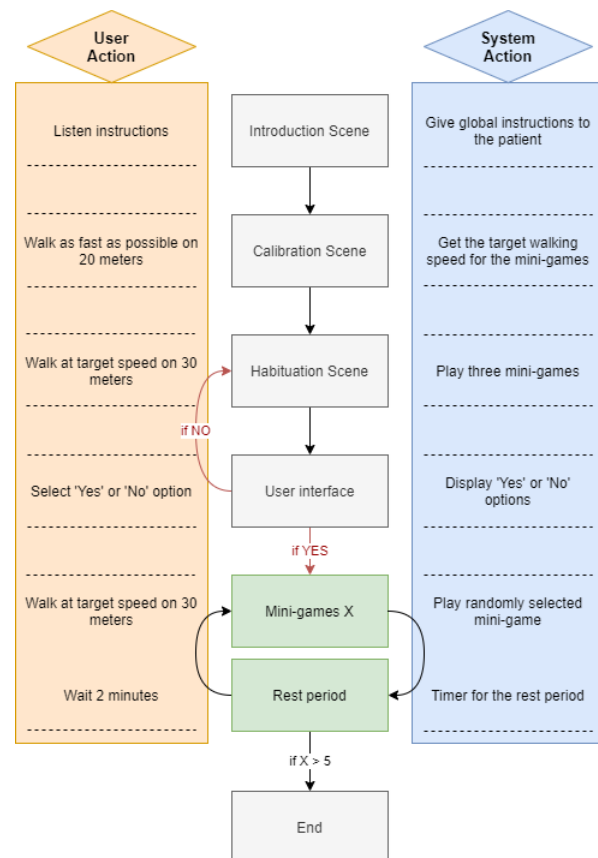 User
Action
System
Action
Listen instructions
Introduction Scene
Give global instructions to
the patient
Walk as fast as possible on
20 meters
Calibration Scene
Get the target walking
speed for the mini-games
Walk at target speed on 30
meters
Habituation Scene
Play three mini-games
if NO
Select 'Yes' or 'No' option
User interface
Display 'Yes' or 'No'
options
if YES
Walk at target speed on 30
meters
Mini-games X
Play randomly selected
mini-game
Wait 2 minutes
Rest period
Timer for the rest period
if X > 5
End